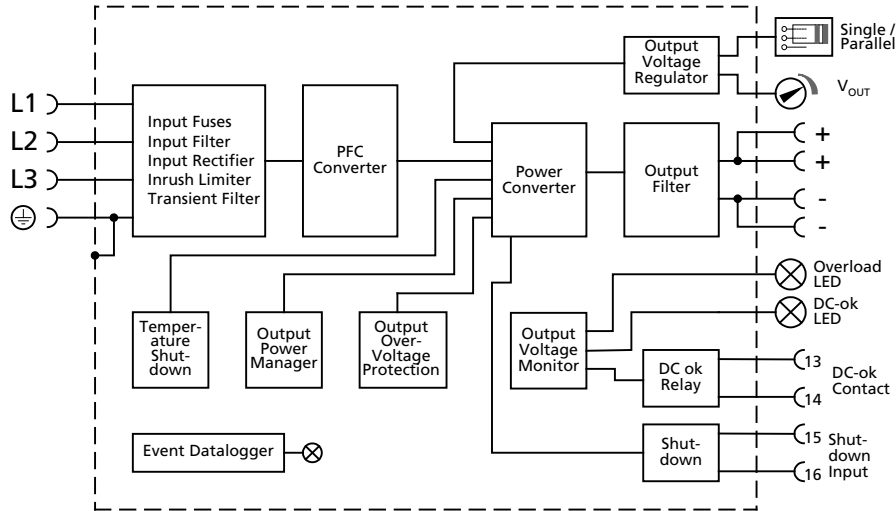 Output
Voltage
Regulator
Single /
Parallel
VOUT
L1
L2
L3
Input Fuses
Input Filter
Input Rectifier
Inrush Limiter
Transient Filter
PFC
Converter
Power
Converter
Output
Filter
+
+
-
-
Temper-
ature
Shut-
down
Output
Power
Manager
Output
Over-
Voltage
Protection
Output
Voltage
Monitor
Overload
LED
DC-ok
LED
DC ok
Relay
13
14
DC-ok
Contact
Event Datalogger
Shut-
down
15
16
Shut-
down
Input